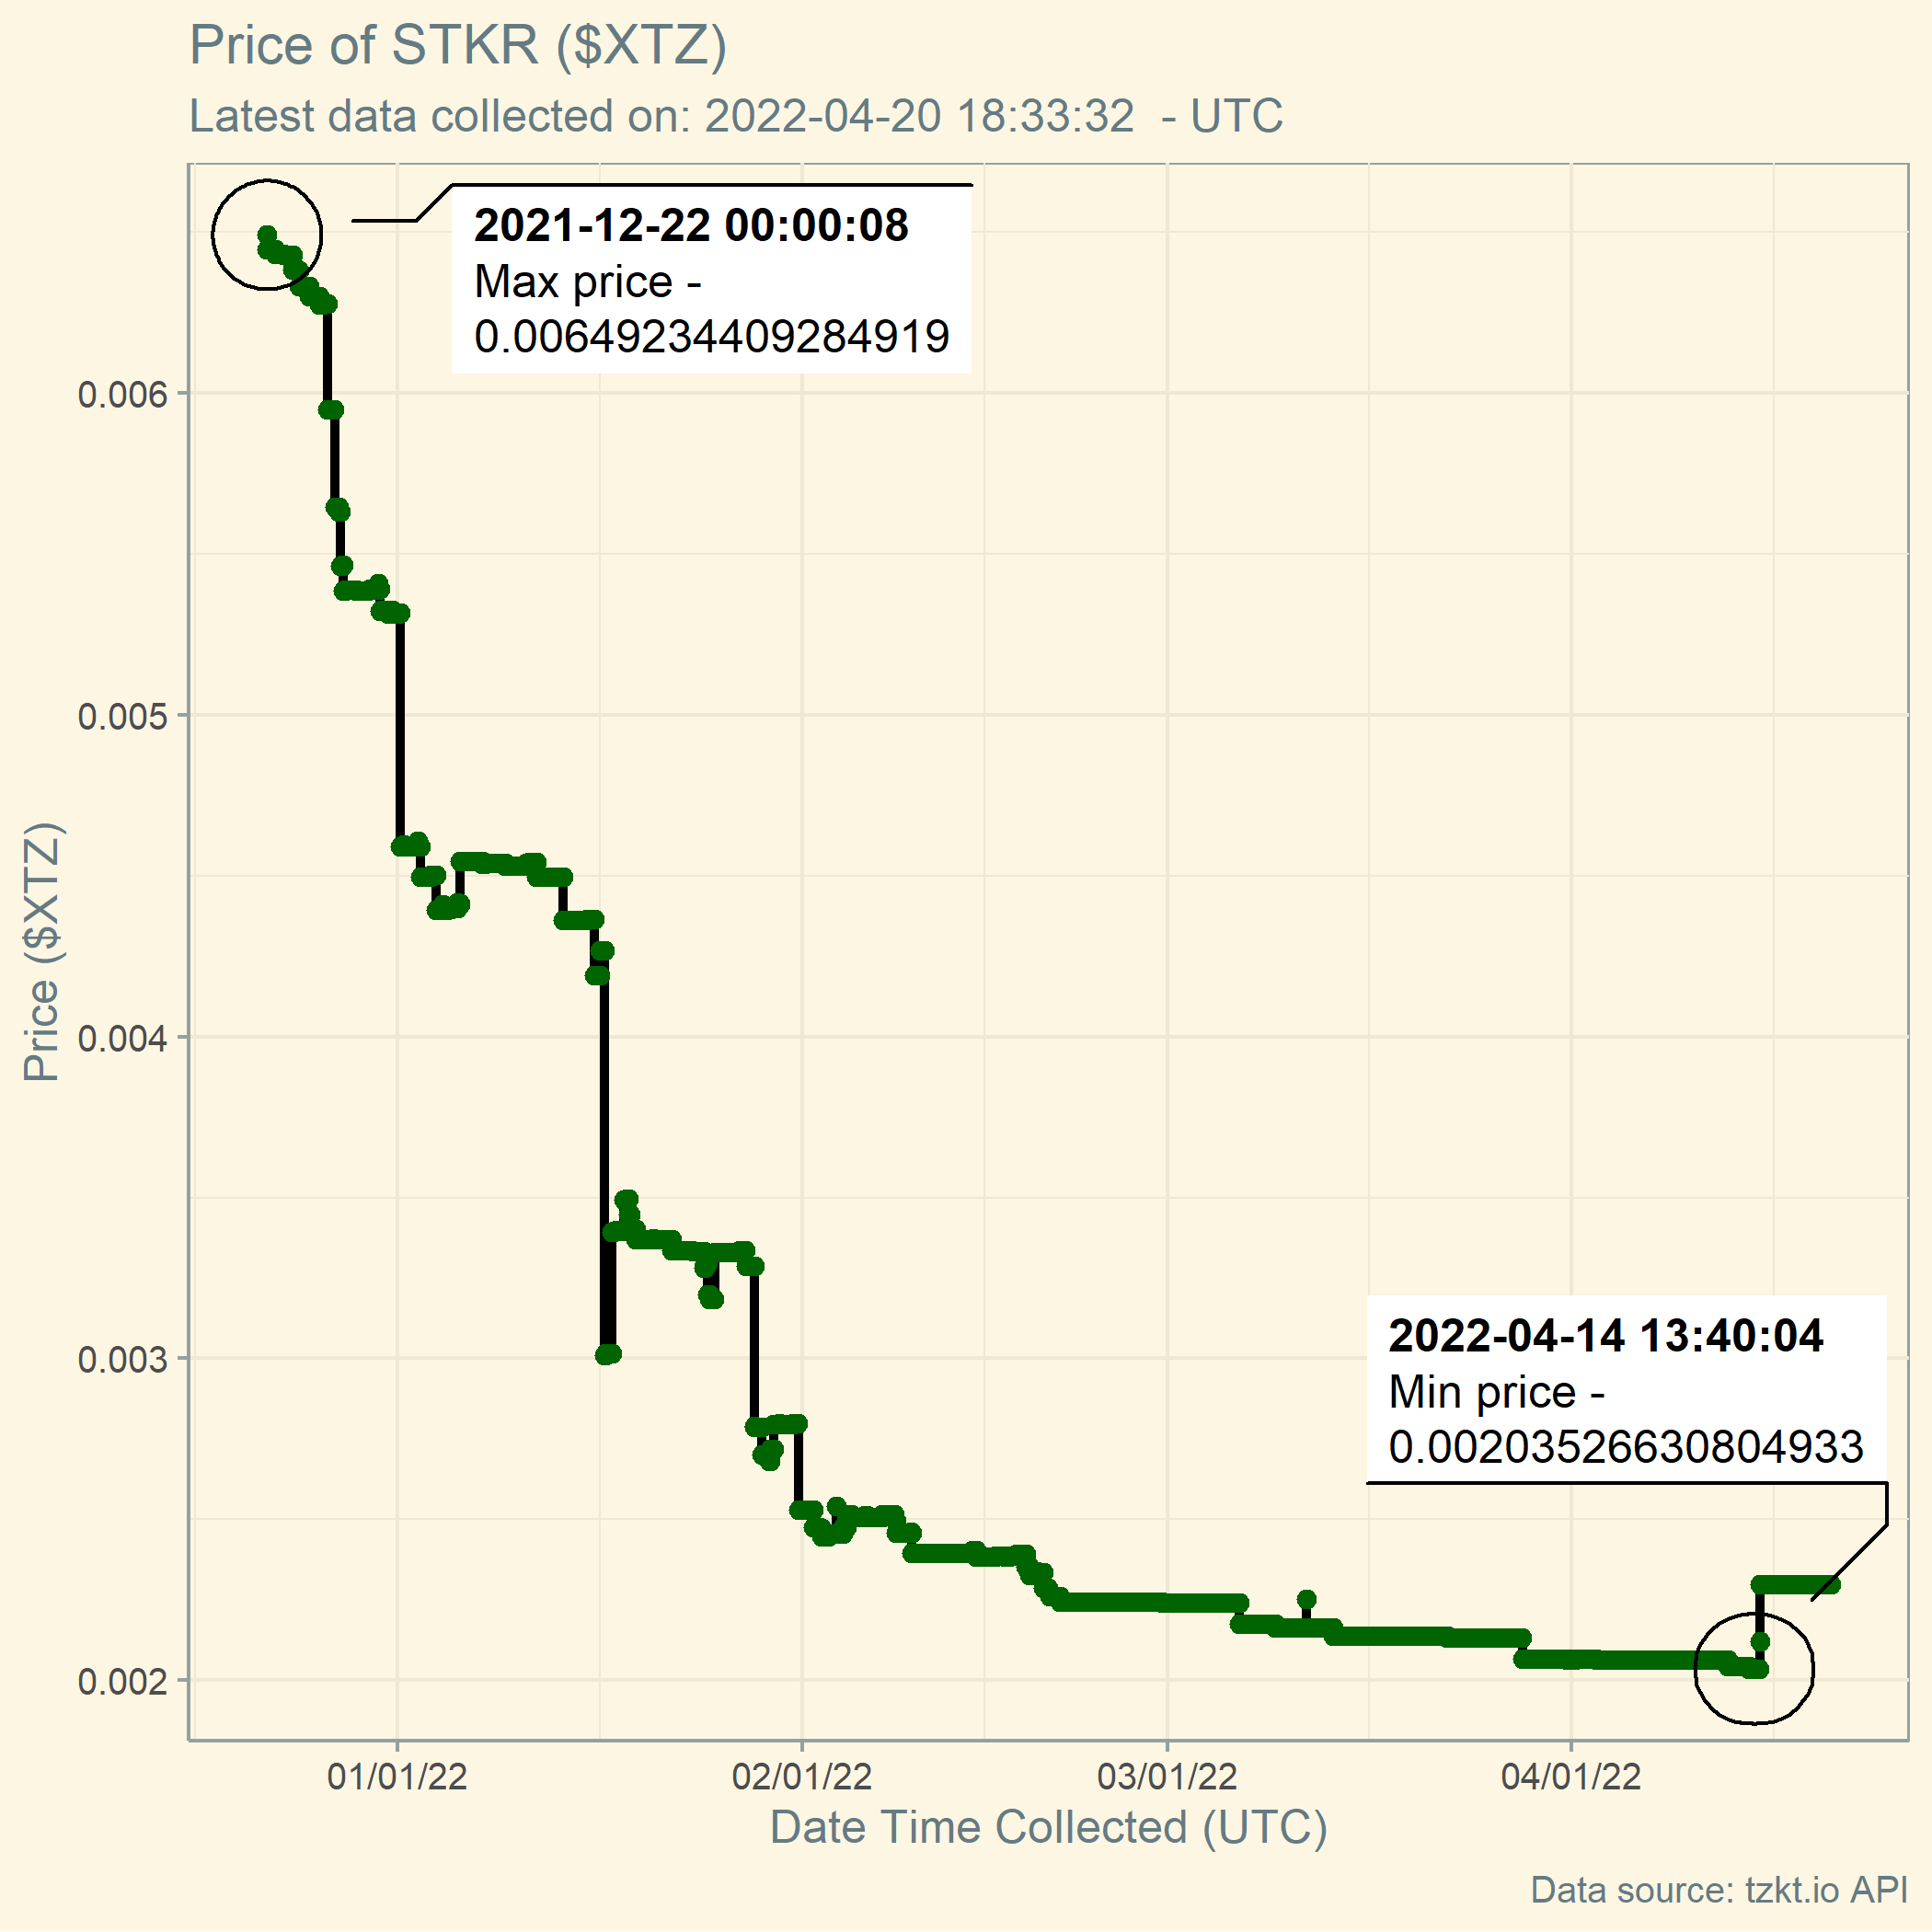 Price of STKR ($XTZ)
Latest data collected on: 2022-04-20 18:33:32  - UTC
2021-12-22 00:00:08
Max price -
0.00649234409284919
0.006
0.005
0.004
0.003
0.002
Price ($XTZ)
2022-04-14 13:40:04
Min price -
0.00203526630804933
01/01/22
02/01/22
03/01/22
04/01/22
Date Time Collected (UTC)
Data source: tzkt.io API